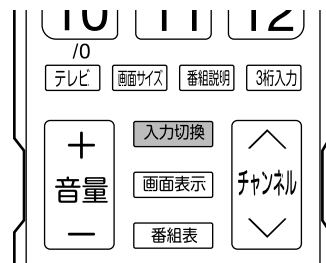 10 11 12
/0
テレビ 画面サイズ 番組説明 3桁入力
+ 入力切換 ヘ
音量 画面表示 チャンネル
− 番組表